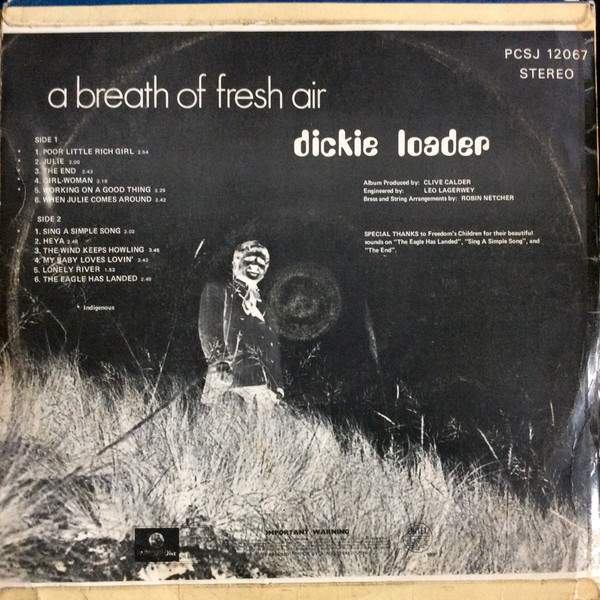 PCSJ 12067
STEREO
a breath of fresh air
dickie loader
SIDE 1
1. POOR LITTLE RICH GIRL 2.54
2. JULIE 2.00
3. THE END 2.43
4. GIRL-WOMAN 2.18
5. WORKING ON A GOOD THING 2.29
6. WHEN JULIE COMES AROUND 2.42
SIDE 2
1. SING A SIMPLE SONG 2.02
2. HEYA 2.48
3. THE WIND KEEPS HOWLING 3.46
4. MY BABY LOVES LOVIN' 2.42
5. LONELY RIVER 1.52
6. THE EAGLE HAS LANDED 2.40
* Indigenous
Album Produced by: CLIVE CALDER
Engineered by: LEO LAGERWEY
Brass and String Arrangements by: ROBIN NETCHER
SPECIAL THANKS to Freedom's Children for their beautiful
sounds on "The Eagle Has Landed", "Sing A Simple Song", and
"The End".
IMPORTANT WARNING